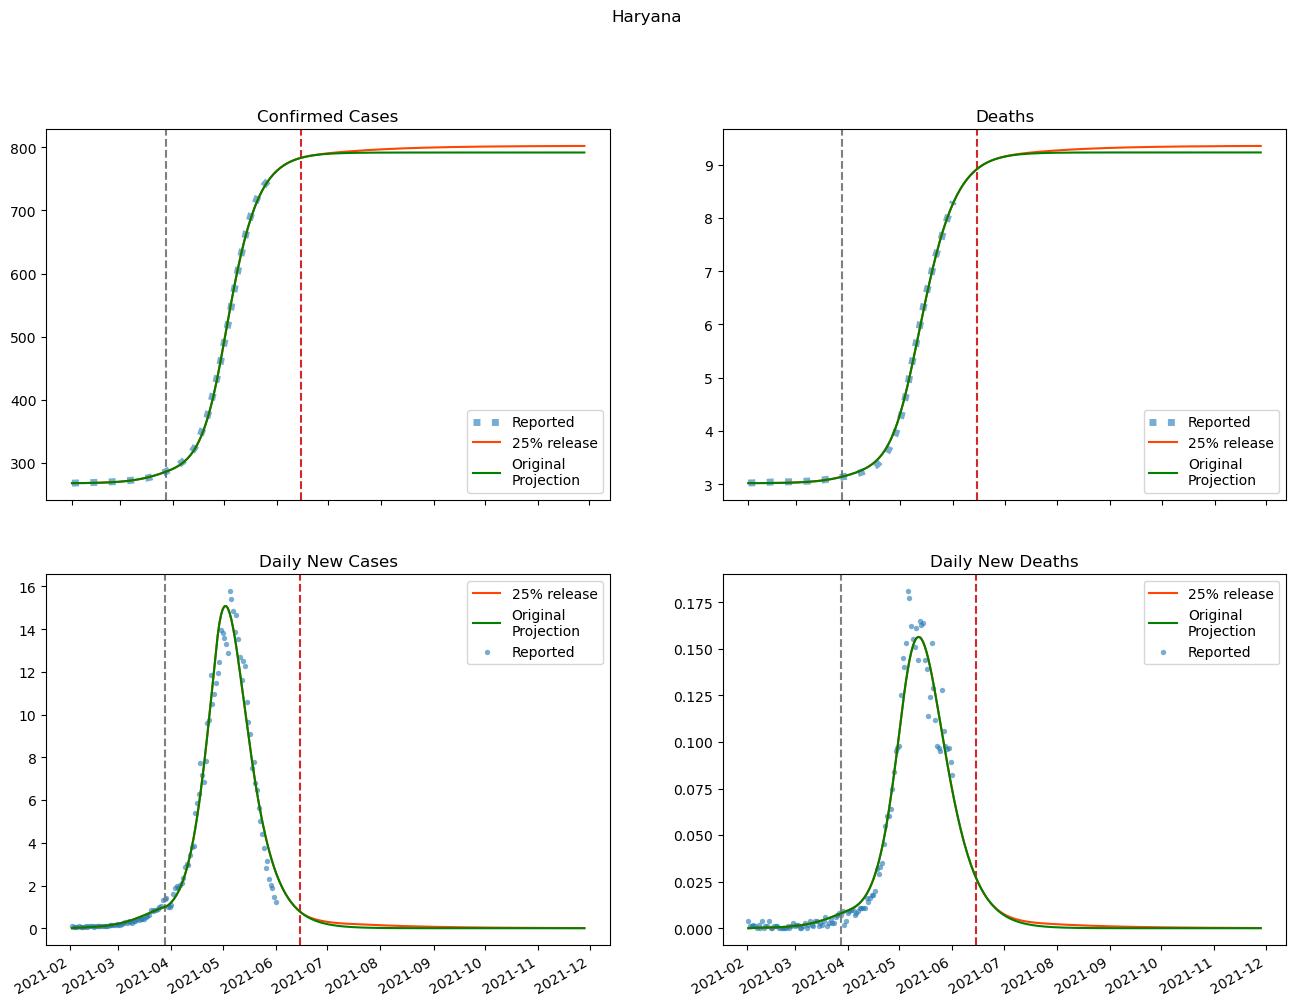 Haryana
Confirmed Cases
800
700
600
500
400
300
Reported
25% release
Original
Projection
Deaths
9
8
7
6
5
4
3
Reported
25% release
Original
Projection
Daily New Cases
16
14
12
10
8
6
4
2
0
25% release
Original
Projection
Reported
2021-02
2021-03
2021-04
2021-05
2021-06
2021-07
2021-08
2021-09
2021-10
2021-11
2021-12
Daily New Deaths
0.175
0.150
0.125
0.100
0.075
0.050
0.025
0.000
25% release
Original
Projection
Reported
2021-02
2021-03
2021-04
2021-05
2021-06
2021-07
2021-08
2021-09
2021-10
2021-11
2021-12